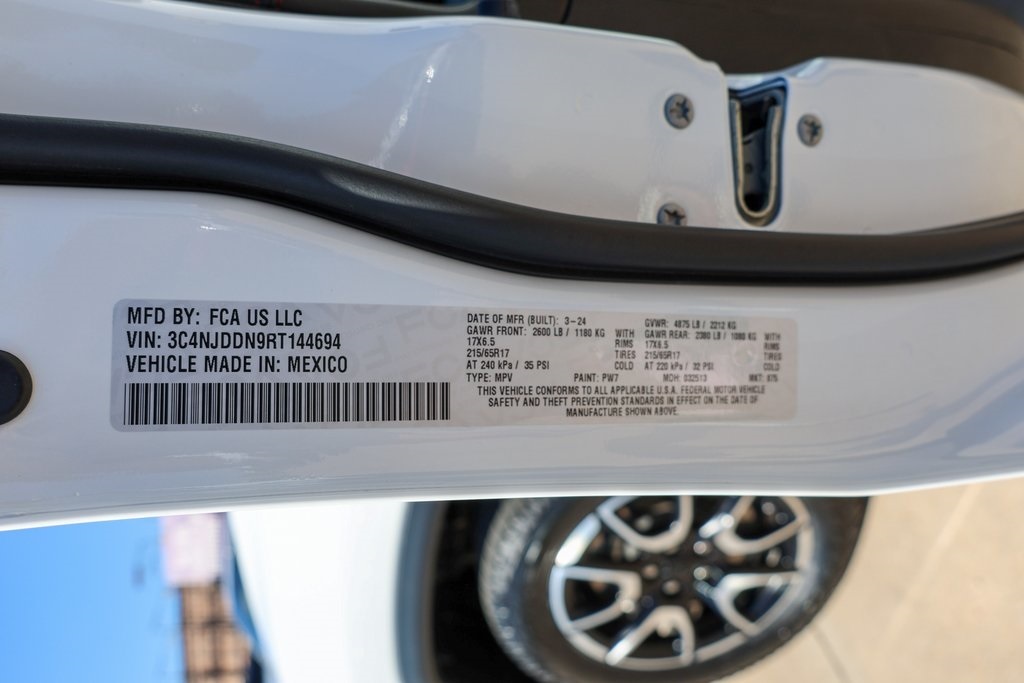 MFD BY: FCA US LLC
VIN: 3C4NJDDN9RT144694
VEHICLE MADE IN: MEXICO
DATE OF MFR (BUILT): 3-24 GVWR: 4875 LB / 2212 KG
GAWR FRONT: 2600 LB / 1180 KG WITH GAWR REAR: 2380 LB / 1080 KG WITH
17X6.5 RIMS 17X6.5 RIMS
215/65R17 TIRES 215/65R17 TIRES
AT 240 kPa / 35 PSI COLD AT 220 kPa / 32 PSI COLD
TYPE: MPV PAINT: PW7 MDH: 032513 MKT:
THIS VEHICLE CONFORMS TO ALL APPLICABLE U.S.A. FEDERAL MOTOR VEHICLE
SAFETY AND THEFT PREVENTION STANDARDS IN EFFECT ON THE DATE OF
MANUFACTURE SHOWN ABOVE.